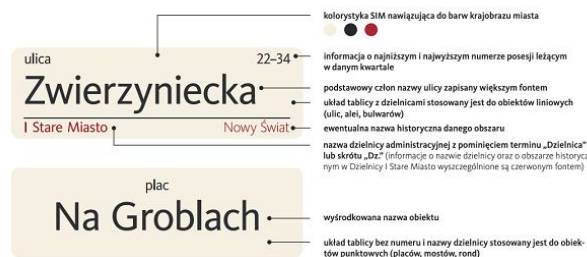 kolorystyka SIM nawiązująca do barw krajobrazu miasta
ulica
22–34
informacja o najniższym i najwyższym numerze posesji leżącym
w danym kwartale
Zwierzyniecka
podstawowy człon nazwy ulicy zapisany większym fontem
układ tablicy z dzielnicami stosowany jest do obiektów liniowych
(ulic, alei, bulwarów)
I Stare Miasto
Nowy Świat
ewentualna nazwa historyczna danego obszaru
nazwa dzielnicy administracyjnej z pominięciem terminu „Dzielnica"
lub skrótu „Dz." (informacje o nazwie dzielnicy oraz o obszarze historycz
nym w Dzielnicy I Stare Miasto wyszczególnione są czerwonym fontem)
plac
Na Groblach
wyśrodkowana nazwa obiektu
układ tablicy bez numeru i nazwy dzielnicy stosowany jest do obiek-
tów punktowych (placów, mostów, rond)